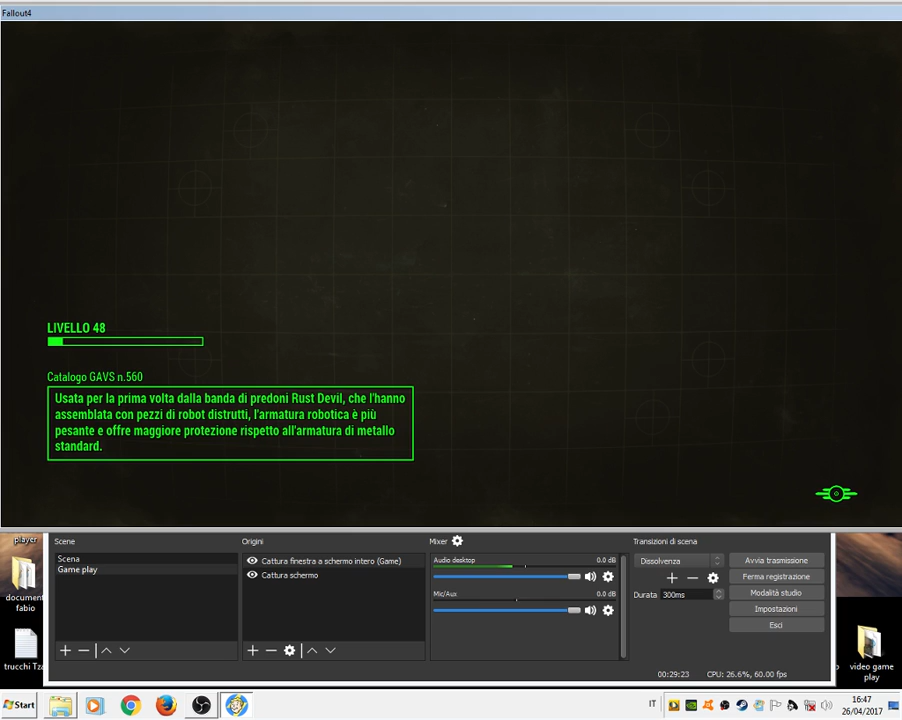 Fallout4
LIVELLO 48
Catalogo GAVS n.560
Usata per la prima volta dalla banda di predoni Rust Devil, che l'hanno
assemblata con pezzi di robot distrutti, l'armatura robotica è più
pesante e offre maggiore protezione rispetto all'armatura di metallo
standard.
player
document
fabio
trucchi Tza
Scene
Scena
Game play
Origini
Cattura finestra a schermo intero (Game)
Cattura schermo
Mixer
Audio desktop 0.0 dB
Mic/Aux 0.0 dB
Transizioni di scena
Dissolvenza
Durata 300ms
Avvia trasmissione
Ferma registrazione
Modalità studio
Impostazioni
Esci
00:29:23 CPU: 26.6%, 60.00 fps
video game
play
Start
IT
16:47
26/04/2017